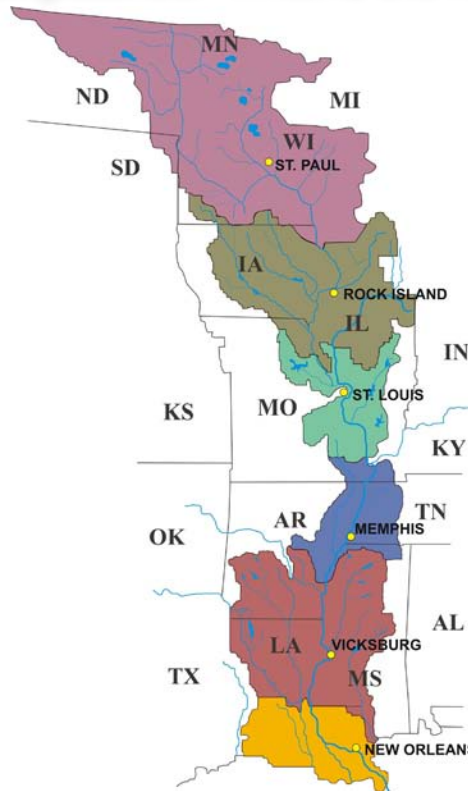 MN
ND
MI
WI
ST. PAUL
SD
IA
ROCK ISLAND
IL
IN
ST. LOUIS
MO
KS
KY
TN
AR
MEMPHIS
OK
AL
VICKSBURG
LA
TX
MS
NEW ORLEANS